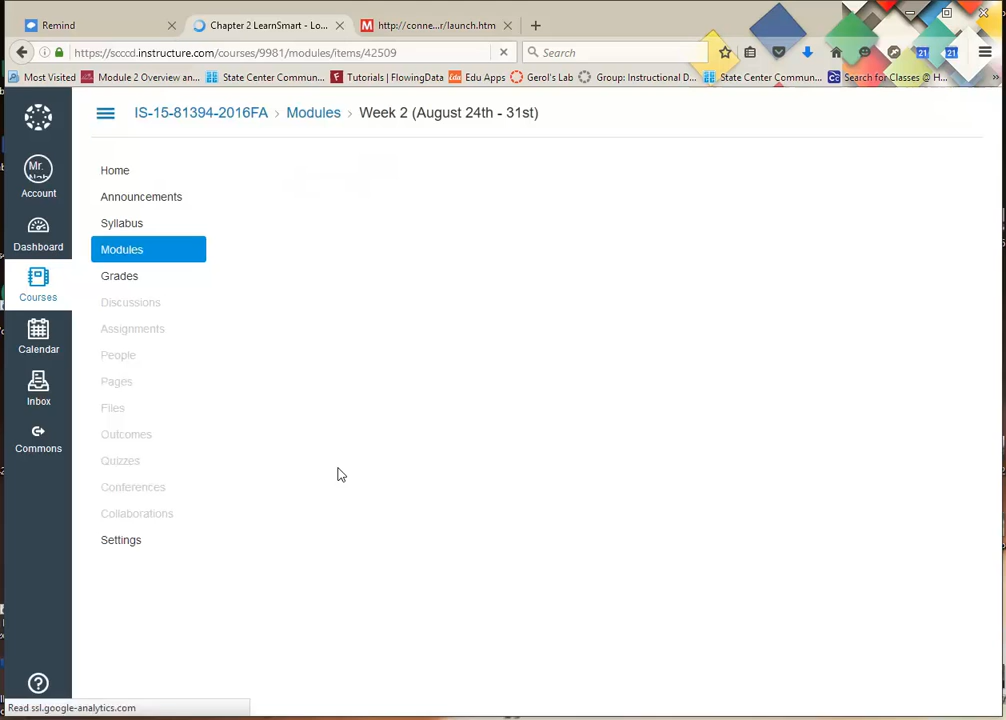 Remind
Chapter 2 LearnSmart - Lo...
http://conne...r/launch.htm
https://scccd.instructure.com/courses/9981/modules/items/42509
Search
Most Visited
Module 2 Overview an...
State Center Commun...
Tutorials | FlowingData
Edu Apps
Gerol's Lab
Group: Instructional D...
State Center Commun...
Search for Classes @ H...
IS-15-81394-2016FA > Modules > Week 2 (August 24th - 31st)
Account
Dashboard
Courses
Calendar
Inbox
Commons
Home
Announcements
Syllabus
Modules
Grades
Discussions
Assignments
People
Pages
Files
Outcomes
Quizzes
Conferences
Collaborations
Settings
Read ssl.google-analytics.com